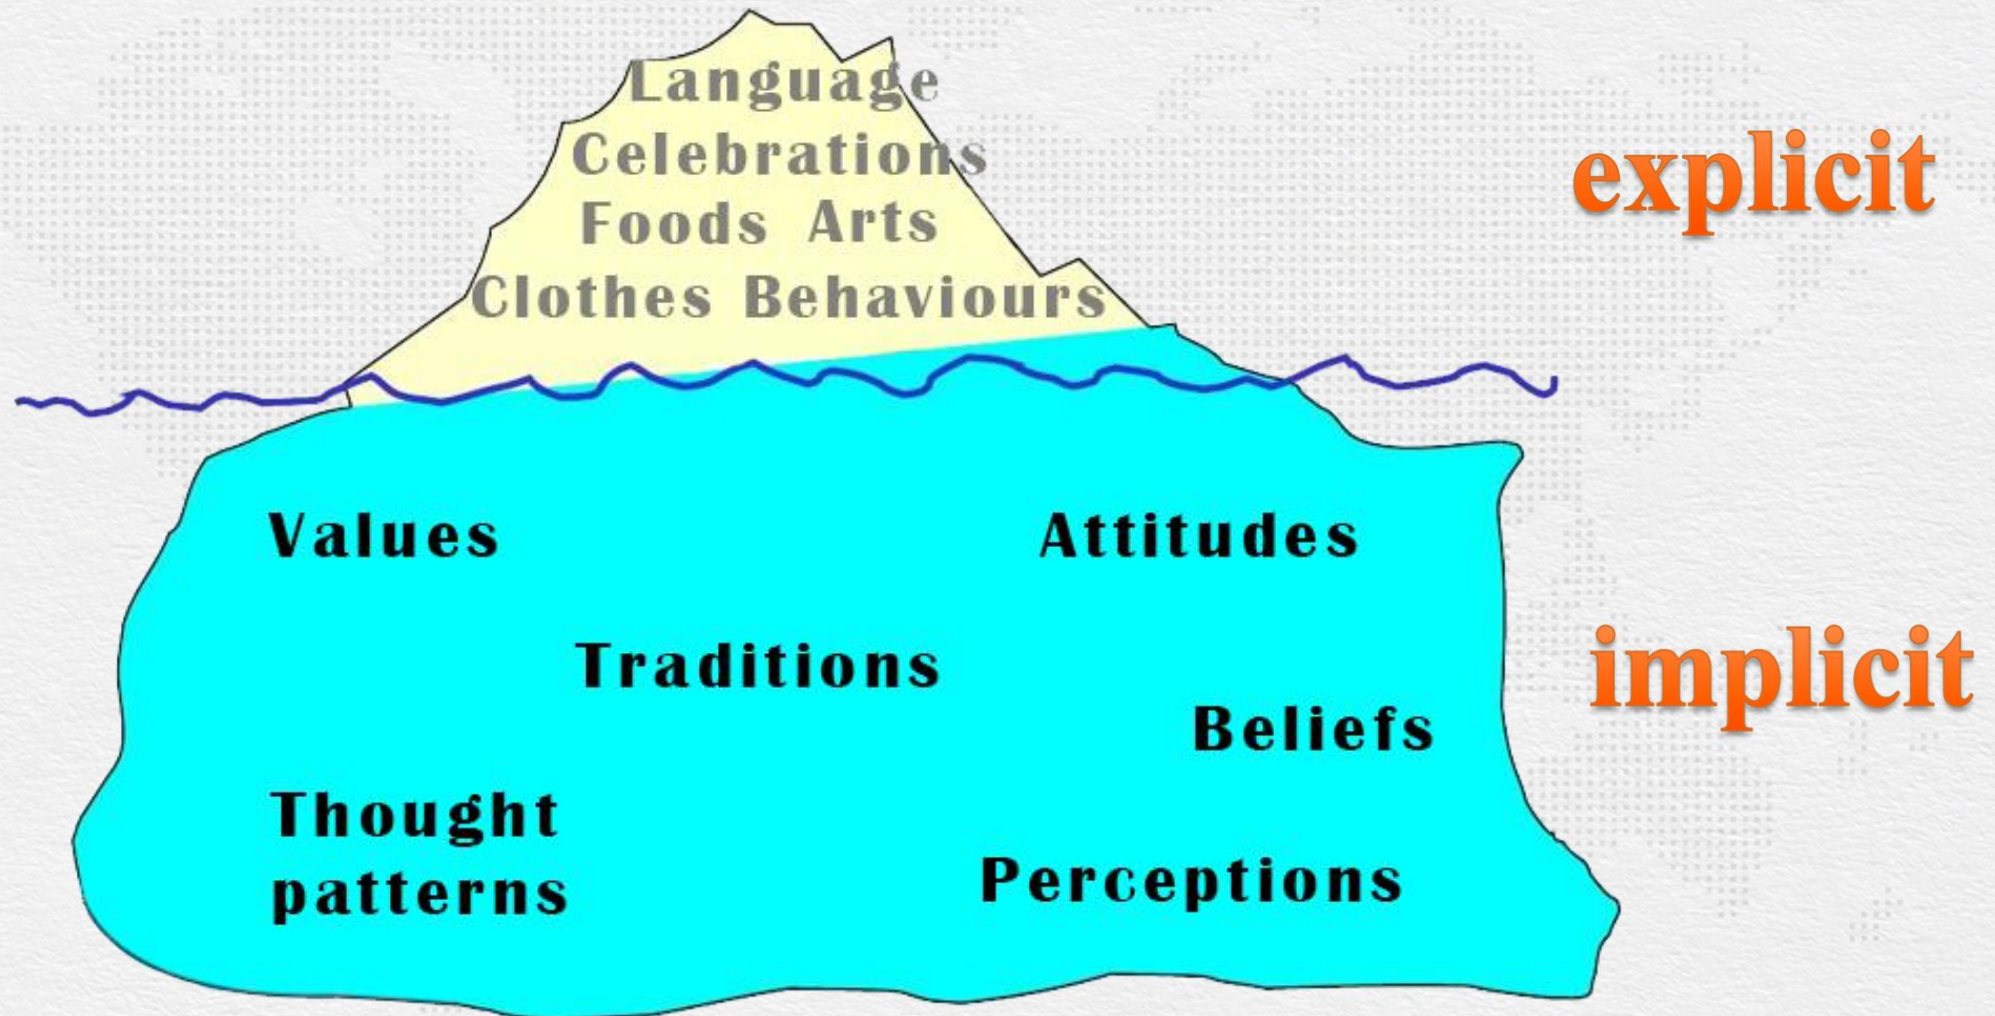 Language
Celebrations
Foods Arts
Clothes Behaviours
explicit
Values
Attitudes
Traditions
implicit
Beliefs
Thought
patterns
Perceptions